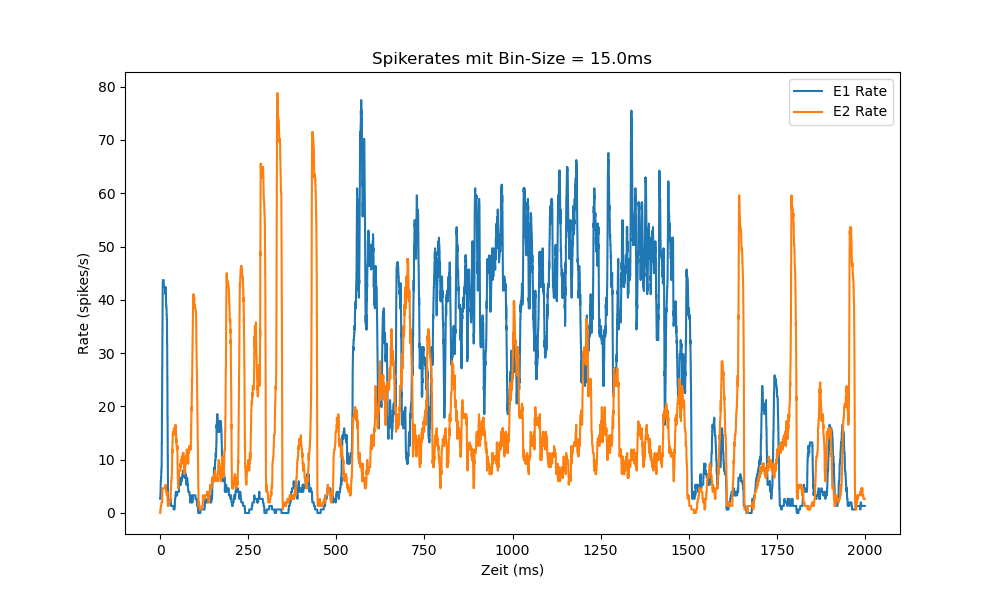 Spikerates mit Bin-Size = 15.0ms
E1 Rate
E2 Rate
Rate (spikes/s)
80
70
60
50
40
30
20
10
0
0 250 500 750 1000 1250 1500 1750 2000
Zeit (ms)